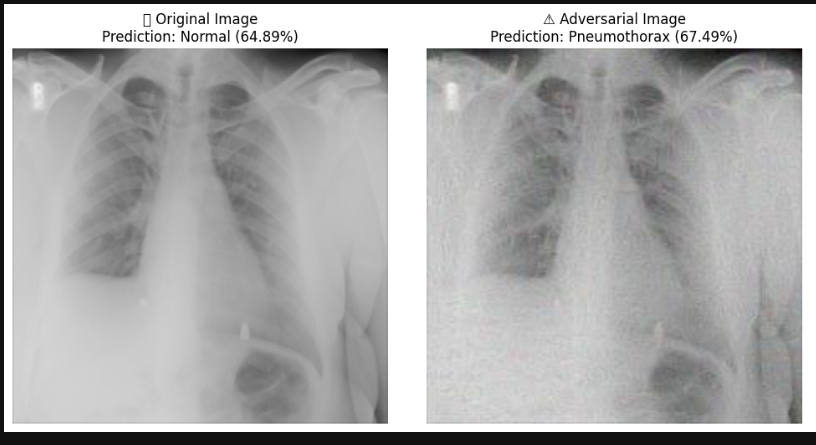 ▯ Original Image
Prediction: Normal (64.89%)
⚠ Adversarial Image
Prediction: Pneumothorax (67.49%)